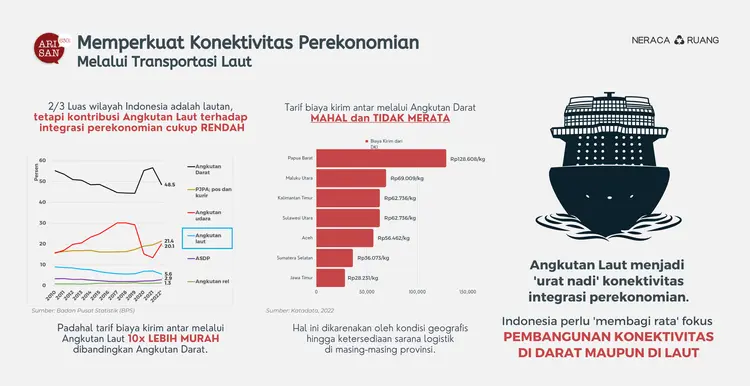 ARI
SAN
Memperkuat Konektivitas Perekonomian
Melalui Transportasi Laut
NERACA RUANG
2/3 Luas wilayah Indonesia adalah lautan,
tetapi kontribusi Angkutan Laut terhadap
integrasi perekonomian cukup RENDAH
Persen
60
50
40
30
20
10
0
2010
2011
2012
2013
2014
2015
2016
2017
2018
2019
2020
2021
2022*
48.5
21.4
20.1
5.6
2.9
1.3
Angkutan
Darat
PJPA; pos dan
kurir
Angkutan
udara
Angkutan
laut
ASDP
Angkutan rel
Sumber: Badan Pusat Statistik (BPS)
Padahal tarif biaya kirim antar melalui
Angkutan Laut 10x LEBIH MURAH
dibandingkan Angkutan Darat.
Tarif biaya kirim antar melalui Angkutan Darat
MAHAL dan TIDAK MERATA
Biaya Kirim dari
DKI
Papua Barat Rp128.608/kg
Maluku Utara Rp69.009/kg
Kalimantan Timur Rp62.736/kg
Sulawesi Utara Rp62.736/kg
Aceh Rp56.462/kg
Sumatera Selatan Rp36.073/kg
Jawa Timur Rp28.231/kg
0 50,000 100,000 150,000
Sumber: Katadata, 2022
Hal ini dikarenakan oleh kondisi geografis
hingga ketersediaan sarana logistik
di masing-masing provinsi.
Angkutan Laut menjadi
'urat nadi' konektivitas
integrasi perekonomian.
Indonesia perlu 'membagi rata' fokus
PEMBANGUNAN KONEKTIVITAS
DI DARAT MAUPUN DI LAUT